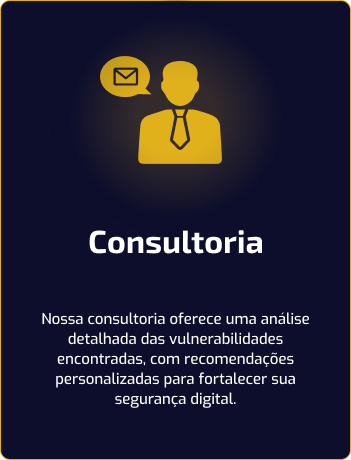 Consultoria
Nossa consultoria oferece uma análise
detalhada das vulnerabilidades
encontradas, com recomendações
personalizadas para fortalecer sua
segurança digital.